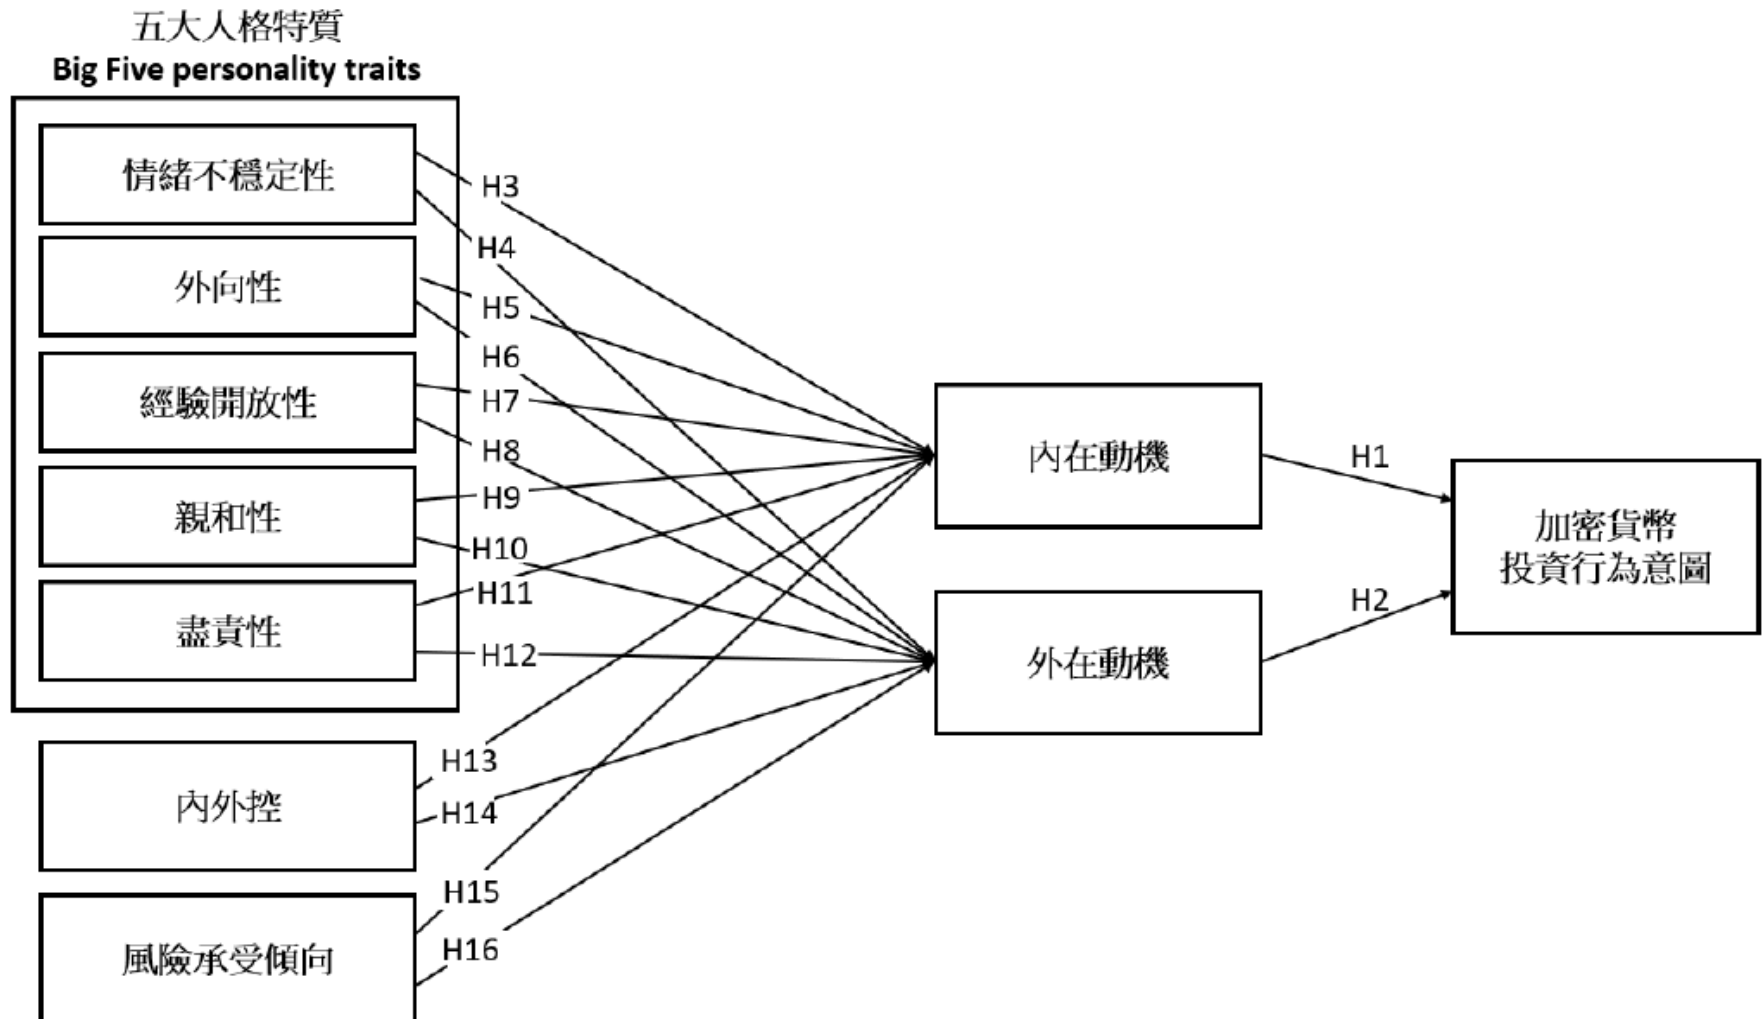 五大人格特質
Big Five personality traits
情緒不穩定性
外向性
經驗開放性
親和性
盡責性
內外控
風險承受傾向
H3
H4
H5
H6
H7
H8
H9
H10
H11
H12
H13
H14
H15
H16
內在動機
外在動機
H1
H2
加密貨幣
投資行為意圖